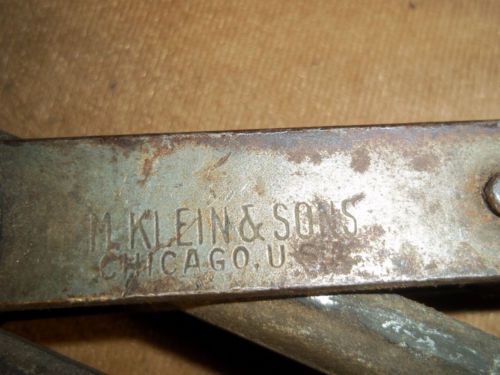 M. KLEIN & SONS
CHICAGO, U.S.A.